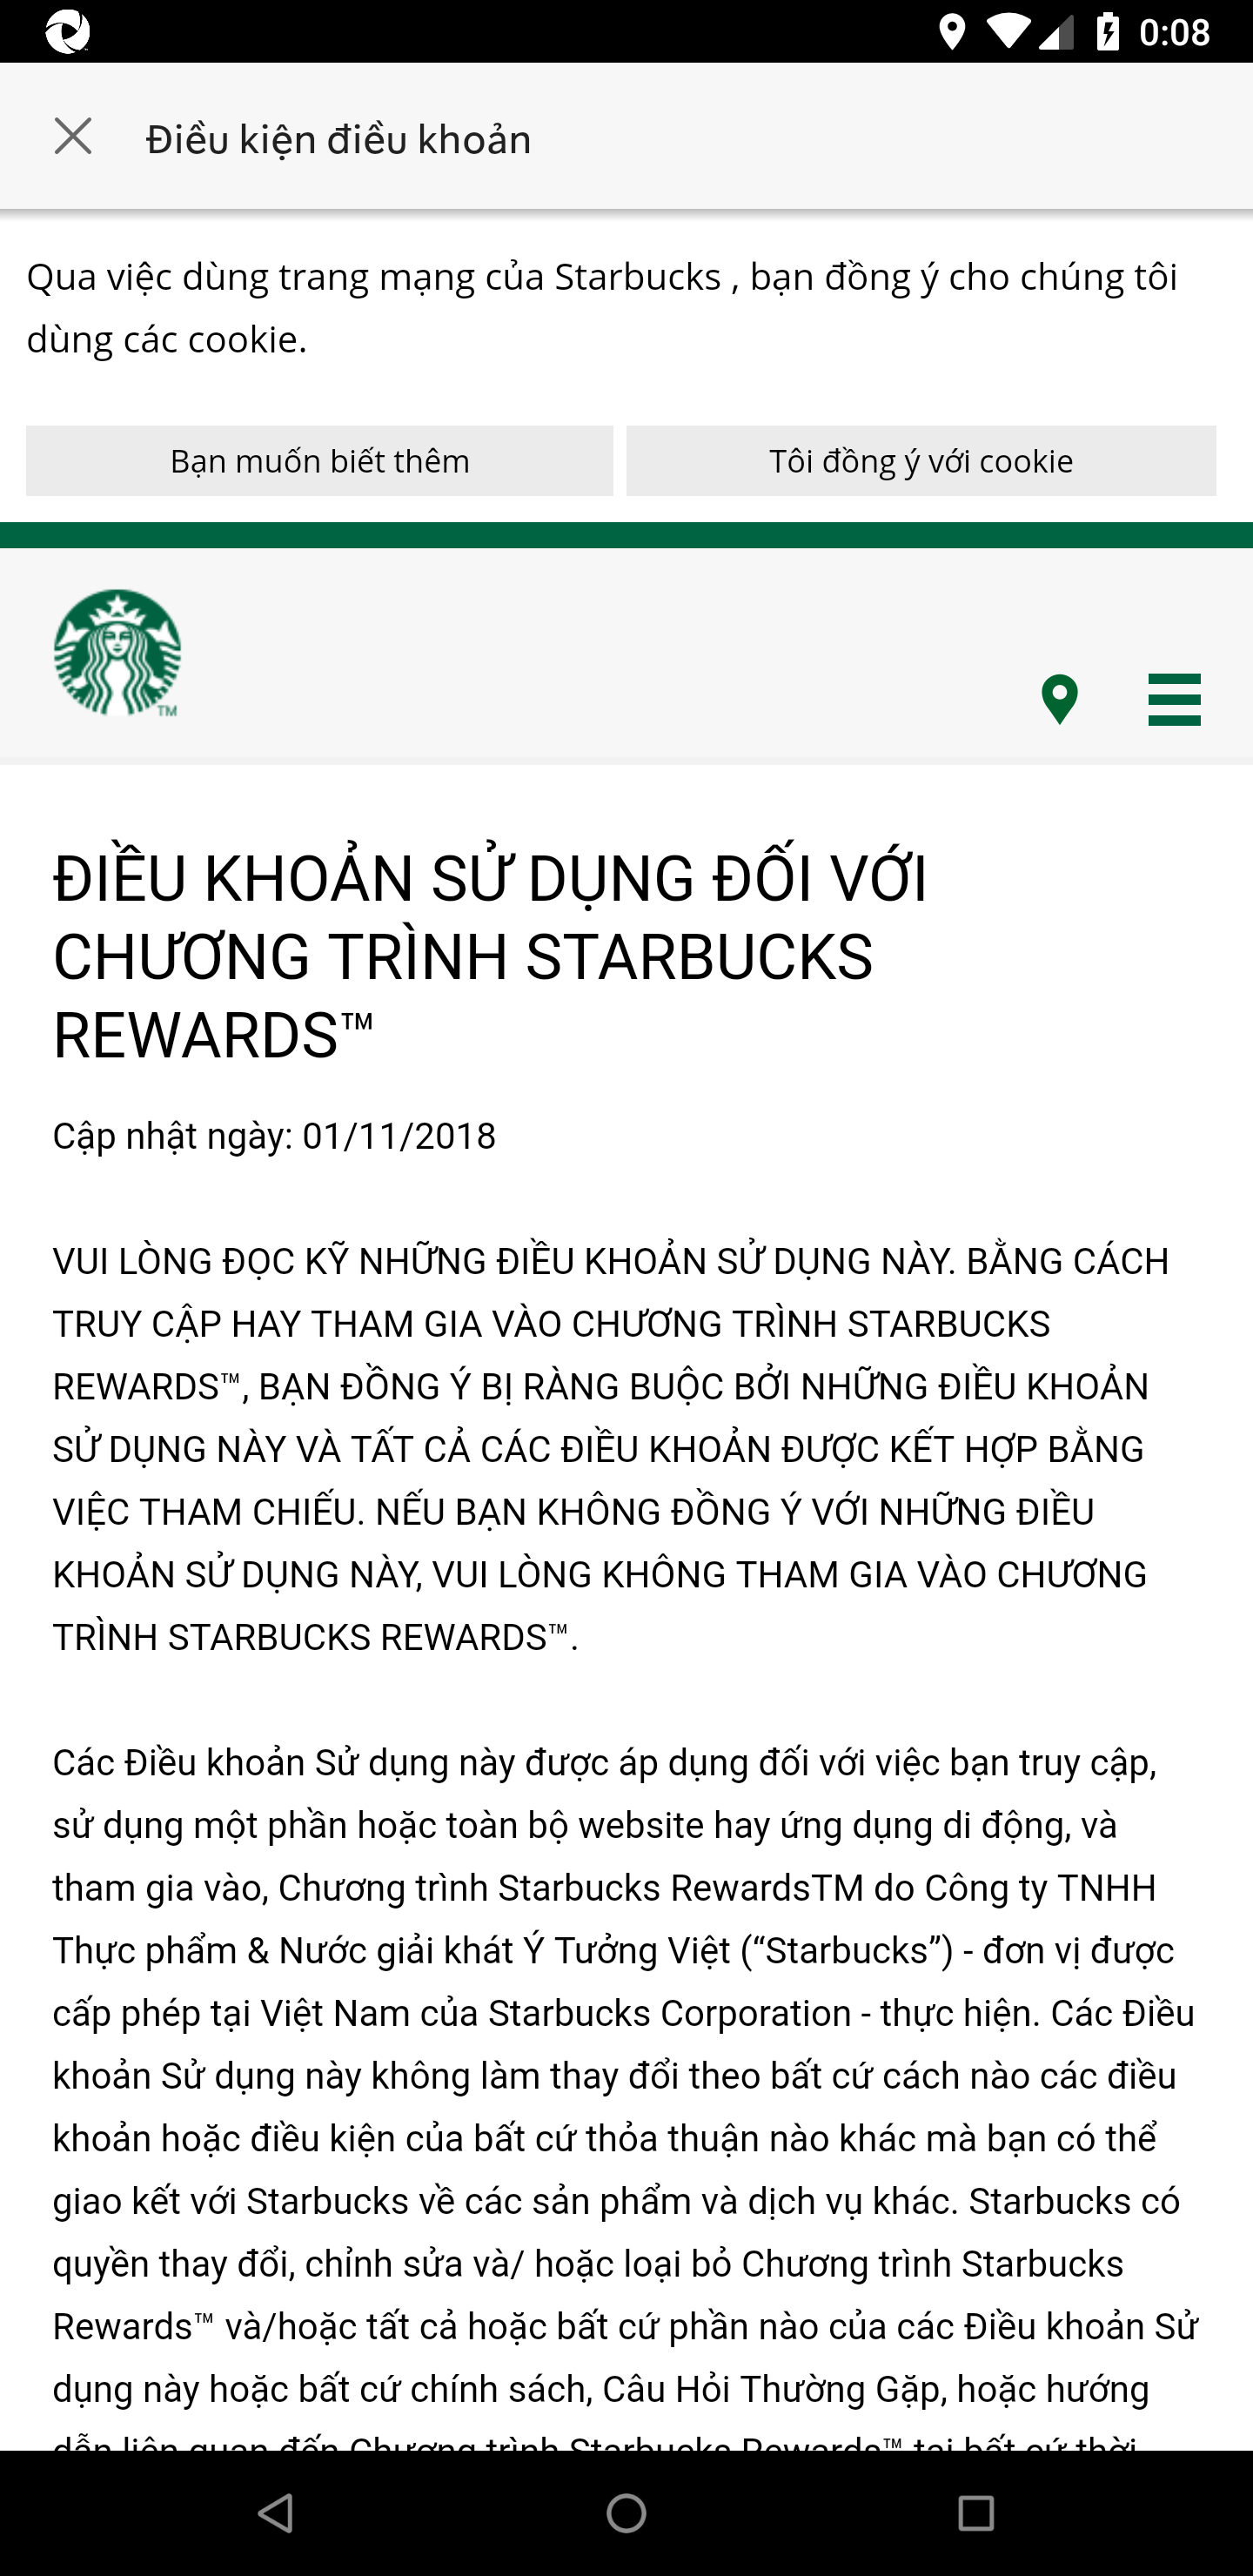 0:08
Điều kiện điều khoản
Qua việc dùng trang mạng của Starbucks , bạn đồng ý cho chúng tôi
dùng các cookie.
Bạn muốn biết thêm
Tôi đồng ý với cookie
TM
ĐIỀU KHOẢN SỬ DỤNG ĐỐI VỚI
CHƯƠNG TRÌNH STARBUCKS
REWARDS™
Cập nhật ngày: 01/11/2018
VUI LÒNG ĐỌC KỸ NHỮNG ĐIỀU KHOẢN SỬ DỤNG NÀY. BẰNG CÁCH
TRUY CẬP HAY THAM GIA VÀO CHƯƠNG TRÌNH STARBUCKS
REWARDS™, BẠN ĐỒNG Ý BỊ RÀNG BUỘC BỞI NHỮNG ĐIỀU KHOẢN
SỬ DỤNG NÀY VÀ TẤT CẢ CÁC ĐIỀU KHOẢN ĐƯỢC KẾT HỢP BẰNG
VIỆC THAM CHIẾU. NẾU BẠN KHÔNG ĐỒNG Ý VỚI NHỮNG ĐIỀU
KHOẢN SỬ DỤNG NÀY, VUI LÒNG KHÔNG THAM GIA VÀO CHƯƠNG
TRÌNH STARBUCKS REWARDS™.
Các Điều khoản Sử dụng này được áp dụng đối với việc bạn truy cập,
sử dụng một phần hoặc toàn bộ website hay ứng dụng di động, và
tham gia vào, Chương trình Starbucks RewardsTM do Công ty TNHH
Thực phẩm & Nước giải khát Ý Tưởng Việt (“Starbucks”) - đơn vị được
cấp phép tại Việt Nam của Starbucks Corporation - thực hiện. Các Điều
khoản Sử dụng này không làm thay đổi theo bất cứ cách nào các điều
khoản hoặc điều kiện của bất cứ thỏa thuận nào khác mà bạn có thể
giao kết với Starbucks về các sản phẩm và dịch vụ khác. Starbucks có
quyền thay đổi, chỉnh sửa và/ hoặc loại bỏ Chương trình Starbucks
Rewards™ và/hoặc tất cả hoặc bất cứ phần nào của các Điều khoản Sử
dụng này hoặc bất cứ chính sách, Câu Hỏi Thường Gặp, hoặc hướng
dẫn liên quan đến Chương trình Starbucks Rewards™ tại bất cứ thời